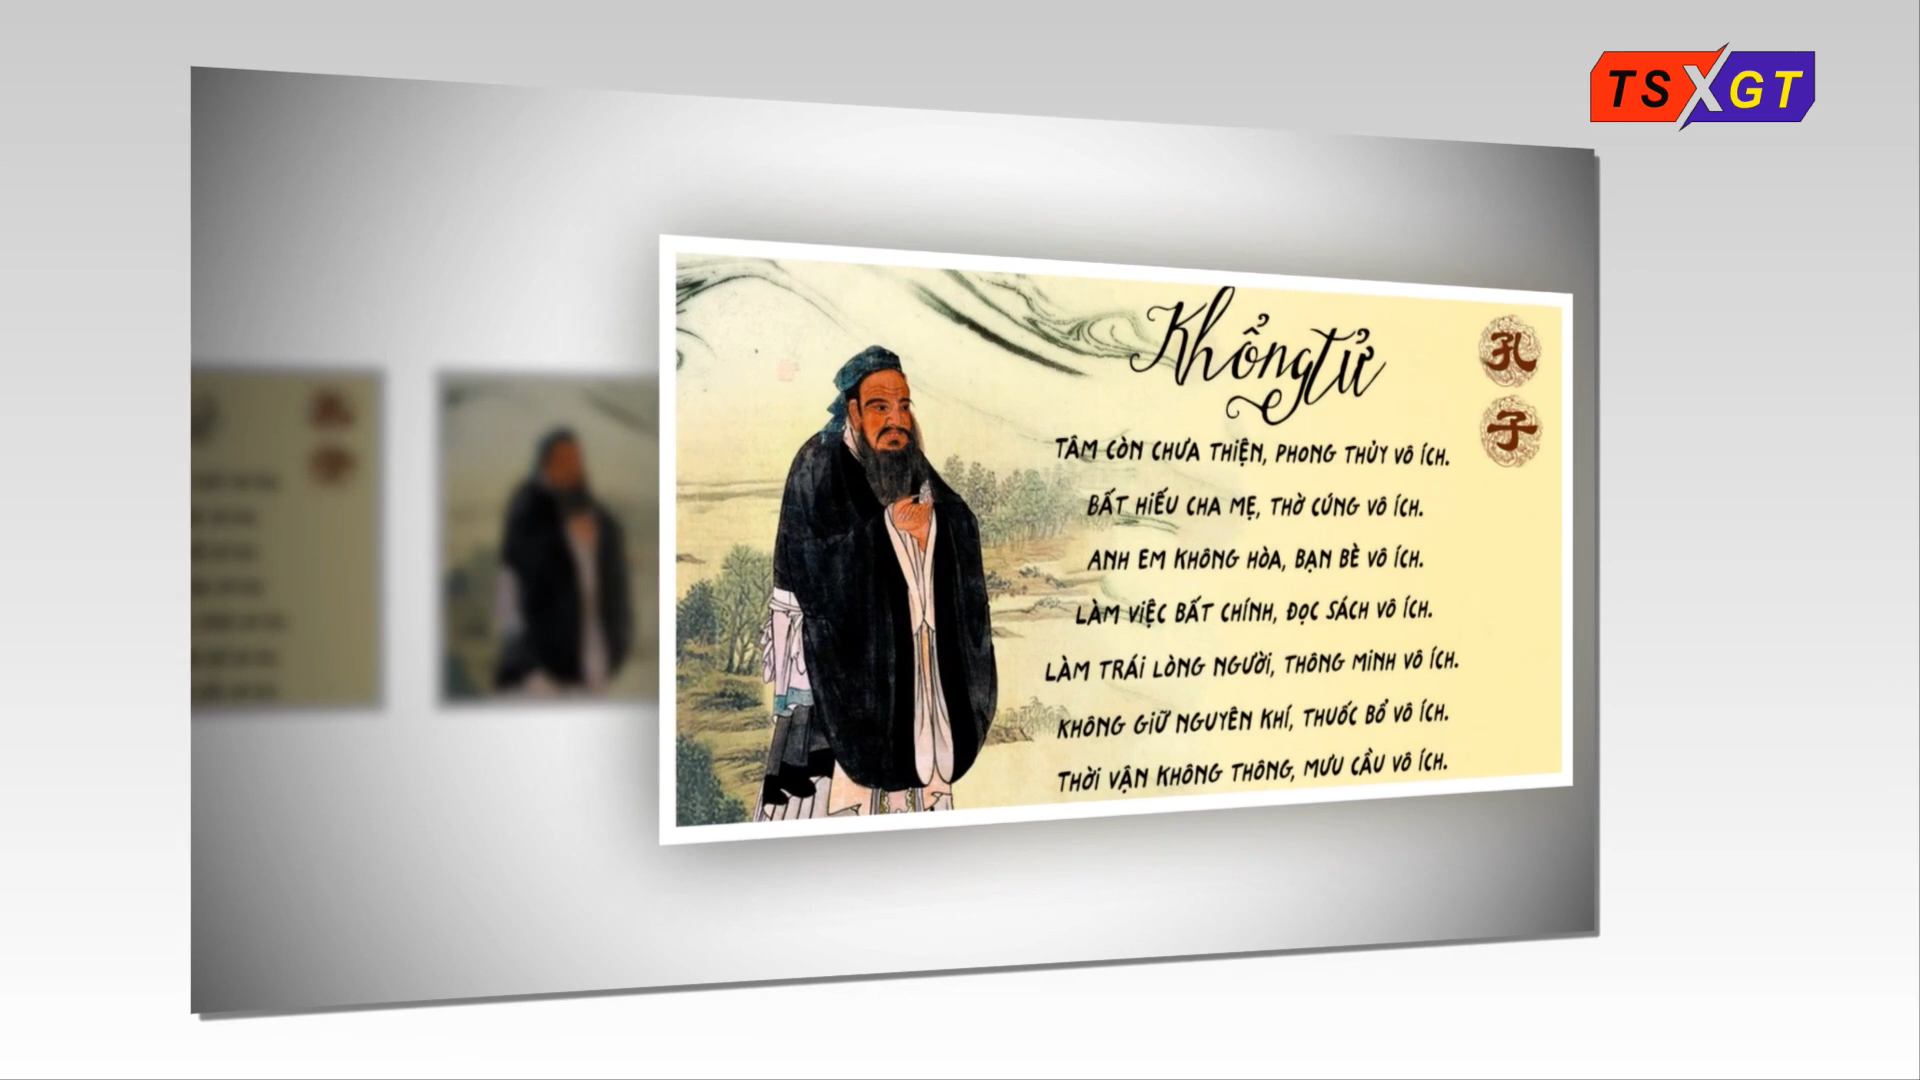 TSXGT
Khổng tử
孔
子
TÂM CÒN CHƯA THIỆN, PHONG THỦY VÔ ÍCH.
BẤT HIẾU CHA MẸ, THỜ CÚNG VÔ ÍCH.
ANH EM KHÔNG HÒA, BẠN BÈ VÔ ÍCH.
LÀM VIỆC BẤT CHÍNH, ĐỌC SÁCH VÔ ÍCH.
LÀM TRÁI LÒNG NGƯỜI, THÔNG MINH VÔ ÍCH.
KHÔNG GIỮ NGUYÊN KHÍ, THUỐC BỔ VÔ ÍCH.
THỜI VẬN KHÔNG THÔNG, MƯU CẦU VÔ ÍCH.